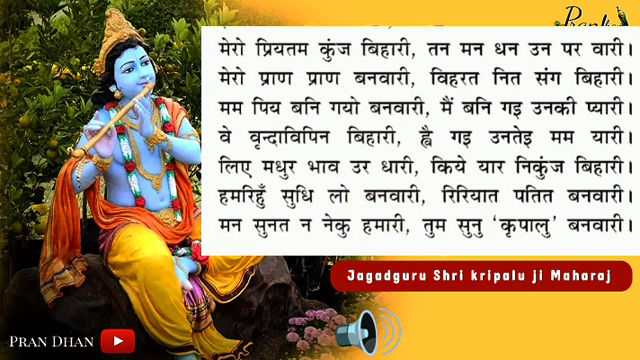 मेरो प्रियतम कुंज बिहारी, तन मन धन उन पर वारी।
मेरो प्राण प्राण बनवारी, विहरत नित संग बिहारी।
मम पिय बनि गयो बनवारी, मैं बनि गइ उनकी प्यारी।
वे वृन्दाविपिन बिहारी, ह्वै गइ उनतेइ मम यारी।
लिए मधुर भाव उर धारी, किये यार निकुंज बिहारी।
हमरिहुँ सुधि लो बनवारी, रिरियात पतित बनवारी।
मन सुनत न नेकु हमारी, तुम सुनु ‘कृपालु’ बनवारी।
Jagadguru Shri kripalu ji Maharaj
PRAN DHAN